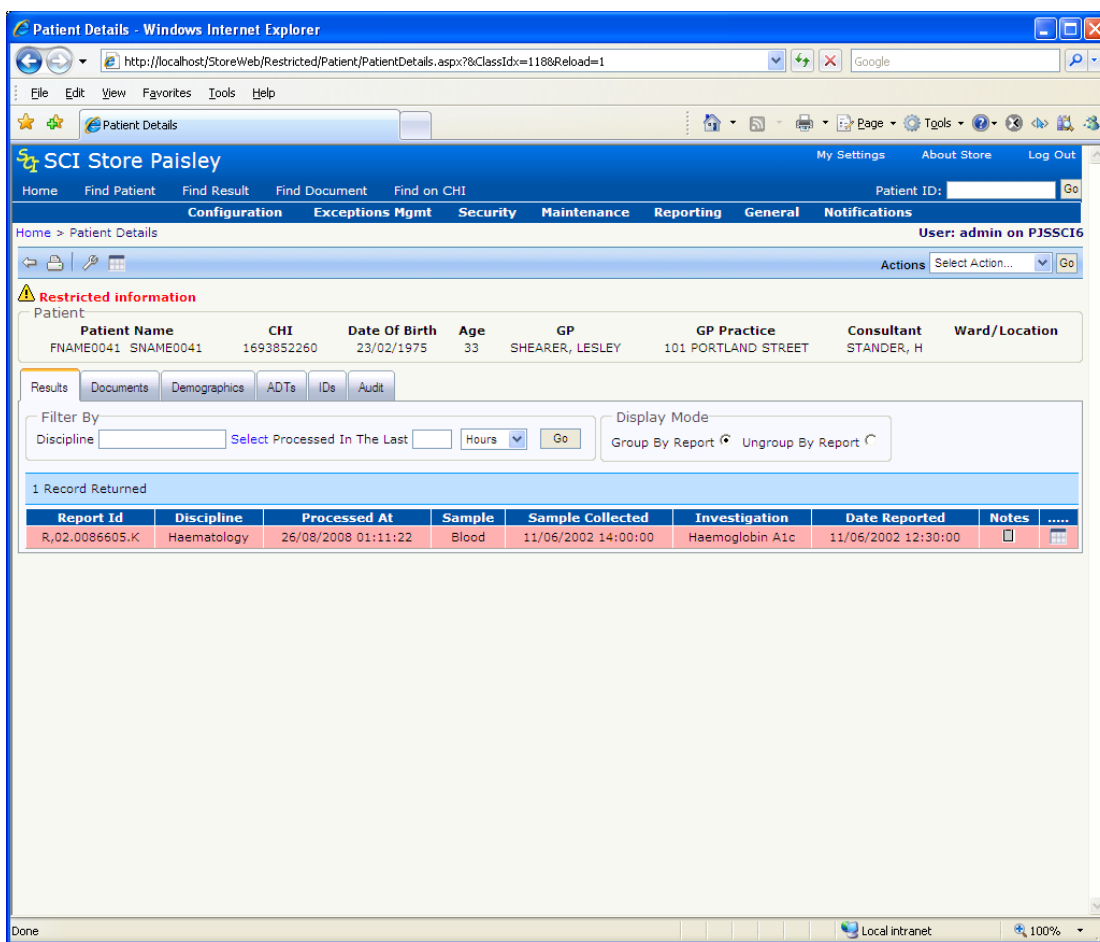 Patient Details - Windows Internet Explorer
http://localhost/StoreWeb/Restricted/Patient/PatientDetails.aspx?&ClassIdx=118&Reload=1
Google
File Edit View Favorites Tools Help
Patient Details
Page Tools
SCI Store Paisley
My Settings About Store Log Out
Home Find Patient Find Result Find Document Find on CHI
Patient ID: Go
Configuration Exceptions Mgmt Security Maintenance Reporting General Notifications
Home > Patient Details
User: admin on PJSSCI6
Actions Select Action... Go
Restricted information
Patient
Patient Name CHI Date Of Birth Age GP GP Practice Consultant Ward/Location
FNAME0041 SNAME0041 1693852260 23/02/1975 33 SHEARER, LESLEY 101 PORTLAND STREET STANDER, H
Results Documents Demographics ADTs IDs Audit
Filter By
Discipline Select Processed In The Last Hours Go
Display Mode
Group By Report Ungroup By Report
1 Record Returned
Report Id Discipline Processed At Sample Sample Collected Investigation Date Reported Notes .....
R,02.0086605.K Haematology 26/08/2008 01:11:22 Blood 11/06/2002 14:00:00 Haemoglobin A1c 11/06/2002 12:30:00
Done
Local intranet
100%